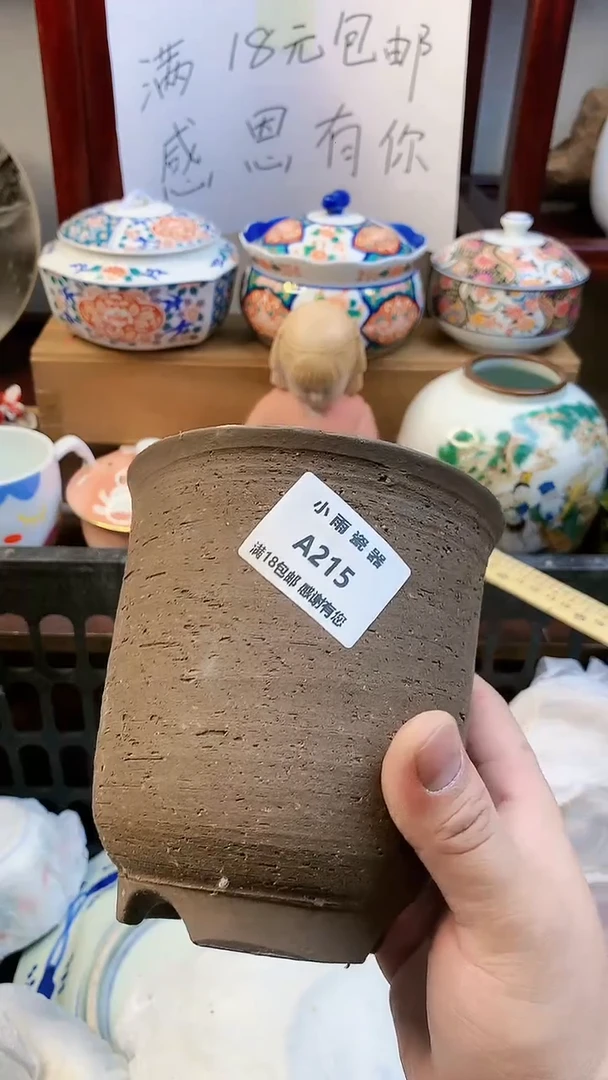 满 18元包邮
感恩有你
小雨瓷器
A215
满18包邮 感谢有您